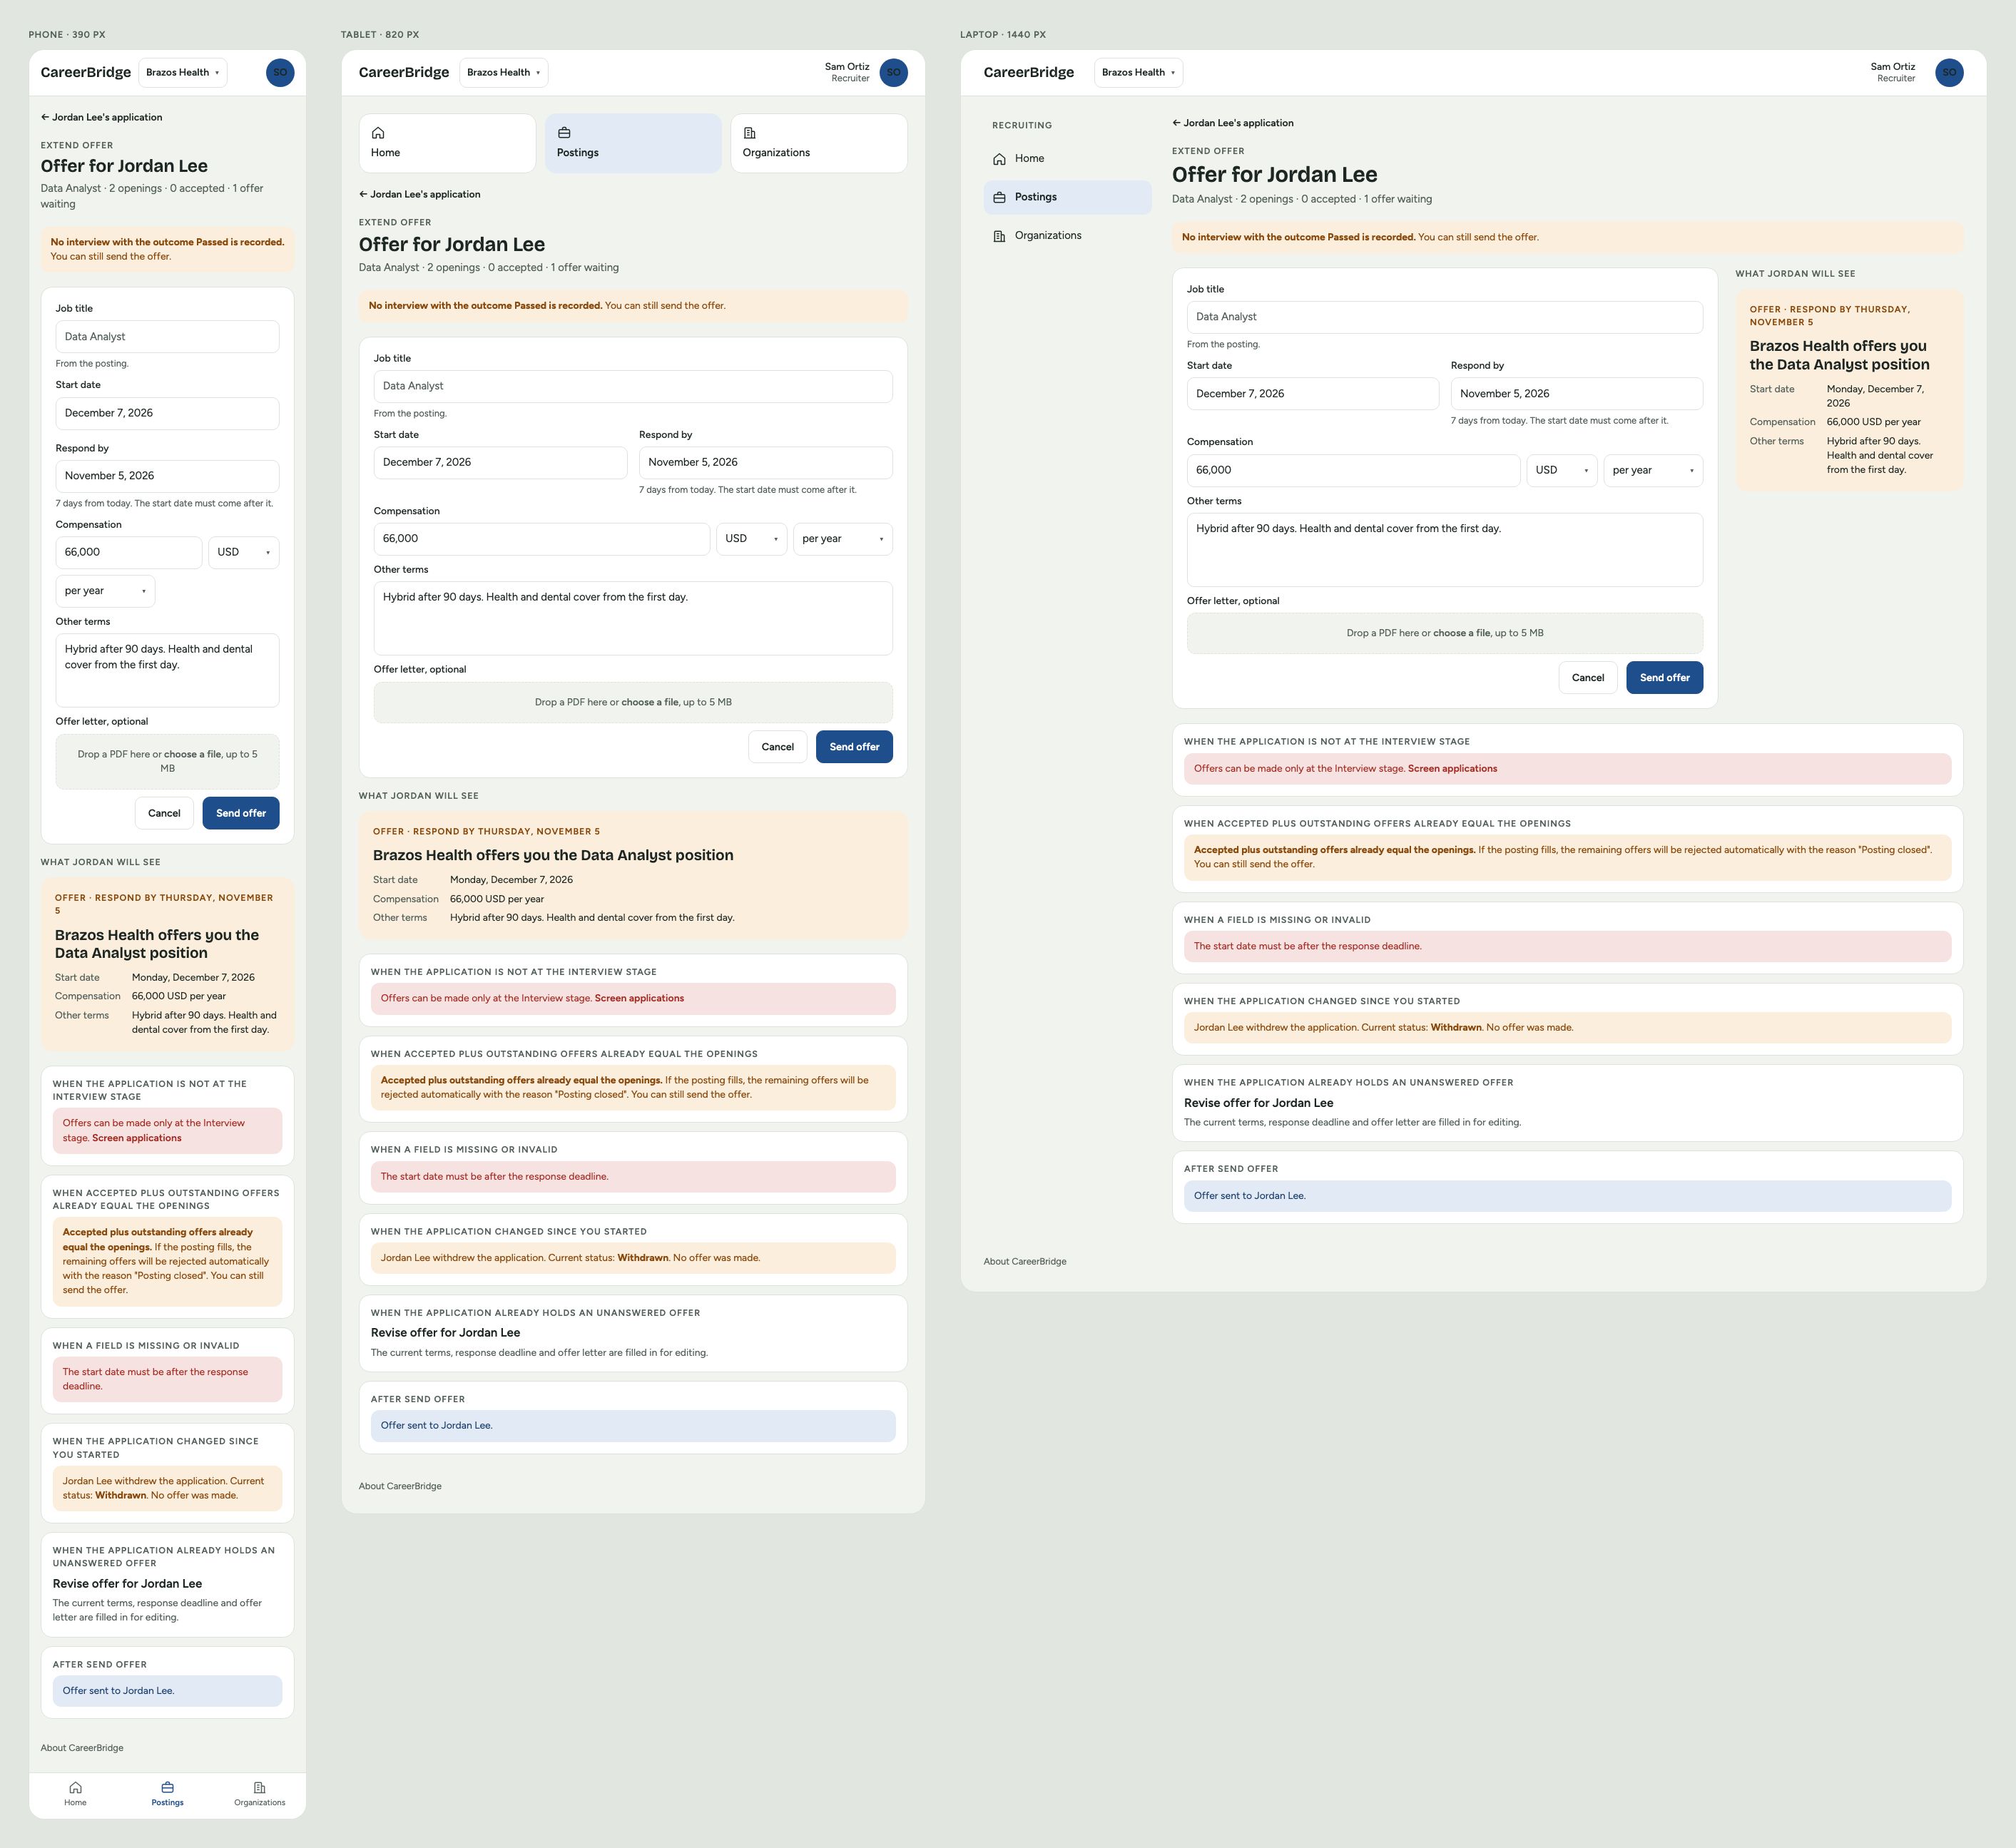 PHONE · 390 PX
CareerBridge
Brazos Health
SO
← Jordan Lee's application
EXTEND OFFER
Offer for Jordan Lee
Data Analyst · 2 openings · 0 accepted · 1 offer
waiting
No interview with the outcome Passed is recorded.
You can still send the offer.
Job title
Data Analyst
From the posting.
Start date
December 7, 2026
Respond by
November 5, 2026
7 days from today. The start date must come after it.
Compensation
66,000
USD
per year
Other terms
Hybrid after 90 days. Health and dental
cover from the first day.
Offer letter, optional
Drop a PDF here or choose a file, up to 5
MB
Cancel
Send offer
WHAT JORDAN WILL SEE
OFFER · RESPOND BY THURSDAY, NOVEMBER
5
Brazos Health offers you the
Data Analyst position
Start date Monday, December 7, 2026
Compensation 66,000 USD per year
Other terms Hybrid after 90 days. Health and
dental cover from the first day.
WHEN THE APPLICATION IS NOT AT THE
INTERVIEW STAGE
Offers can be made only at the Interview
stage. Screen applications
WHEN ACCEPTED PLUS OUTSTANDING OFFERS
ALREADY EQUAL THE OPENINGS
Accepted plus outstanding offers already
equal the openings. If the posting fills, the
remaining offers will be rejected automatically
with the reason "Posting closed". You can still
send the offer.
WHEN A FIELD IS MISSING OR INVALID
The start date must be after the response
deadline.
WHEN THE APPLICATION CHANGED SINCE
YOU STARTED
Jordan Lee withdrew the application. Current
status: Withdrawn. No offer was made.
WHEN THE APPLICATION ALREADY HOLDS AN
UNANSWERED OFFER
Revise offer for Jordan Lee
The current terms, response deadline and offer
letter are filled in for editing.
AFTER SEND OFFER
Offer sent to Jordan Lee.
About CareerBridge
Home
Postings
Organizations
TABLET · 820 PX
CareerBridge
Brazos Health
Sam Ortiz
Recruiter
SO
Home
Postings
Organizations
← Jordan Lee's application
EXTEND OFFER
Offer for Jordan Lee
Data Analyst · 2 openings · 0 accepted · 1 offer waiting
No interview with the outcome Passed is recorded. You can still send the offer.
Job title
Data Analyst
From the posting.
Start date
December 7, 2026
Respond by
November 5, 2026
7 days from today. The start date must come after it.
Compensation
66,000
USD
per year
Other terms
Hybrid after 90 days. Health and dental cover from the first day.
Offer letter, optional
Drop a PDF here or choose a file, up to 5 MB
Cancel
Send offer
WHAT JORDAN WILL SEE
OFFER · RESPOND BY THURSDAY, NOVEMBER 5
Brazos Health offers you the Data Analyst position
Start date Monday, December 7, 2026
Compensation 66,000 USD per year
Other terms Hybrid after 90 days. Health and dental cover from the first day.
WHEN THE APPLICATION IS NOT AT THE INTERVIEW STAGE
Offers can be made only at the Interview stage. Screen applications
WHEN ACCEPTED PLUS OUTSTANDING OFFERS ALREADY EQUAL THE OPENINGS
Accepted plus outstanding offers already equal the openings. If the posting fills, the remaining offers will be
rejected automatically with the reason "Posting closed". You can still send the offer.
WHEN A FIELD IS MISSING OR INVALID
The start date must be after the response deadline.
WHEN THE APPLICATION CHANGED SINCE YOU STARTED
Jordan Lee withdrew the application. Current status: Withdrawn. No offer was made.
WHEN THE APPLICATION ALREADY HOLDS AN UNANSWERED OFFER
Revise offer for Jordan Lee
The current terms, response deadline and offer letter are filled in for editing.
AFTER SEND OFFER
Offer sent to Jordan Lee.
About CareerBridge
LAPTOP · 1440 PX
CareerBridge
Brazos Health
Sam Ortiz
Recruiter
SO
RECRUITING
Home
Postings
Organizations
← Jordan Lee's application
EXTEND OFFER
Offer for Jordan Lee
Data Analyst · 2 openings · 0 accepted · 1 offer waiting
No interview with the outcome Passed is recorded. You can still send the offer.
Job title
Data Analyst
From the posting.
Start date
December 7, 2026
Respond by
November 5, 2026
7 days from today. The start date must come after it.
Compensation
66,000
USD
per year
Other terms
Hybrid after 90 days. Health and dental cover from the first day.
Offer letter, optional
Drop a PDF here or choose a file, up to 5 MB
Cancel
Send offer
WHAT JORDAN WILL SEE
OFFER · RESPOND BY THURSDAY,
NOVEMBER 5
Brazos Health offers you
the Data Analyst position
Start date Monday, December 7,
2026
Compensation 66,000 USD per year
Other terms Hybrid after 90 days.
Health and dental cover
from the first day.
WHEN THE APPLICATION IS NOT AT THE INTERVIEW STAGE
Offers can be made only at the Interview stage. Screen applications
WHEN ACCEPTED PLUS OUTSTANDING OFFERS ALREADY EQUAL THE OPENINGS
Accepted plus outstanding offers already equal the openings. If the posting fills, the remaining offers will be rejected automatically with the reason "Posting closed".
You can still send the offer.
WHEN A FIELD IS MISSING OR INVALID
The start date must be after the response deadline.
WHEN THE APPLICATION CHANGED SINCE YOU STARTED
Jordan Lee withdrew the application. Current status: Withdrawn. No offer was made.
WHEN THE APPLICATION ALREADY HOLDS AN UNANSWERED OFFER
Revise offer for Jordan Lee
The current terms, response deadline and offer letter are filled in for editing.
AFTER SEND OFFER
Offer sent to Jordan Lee.
About CareerBridge